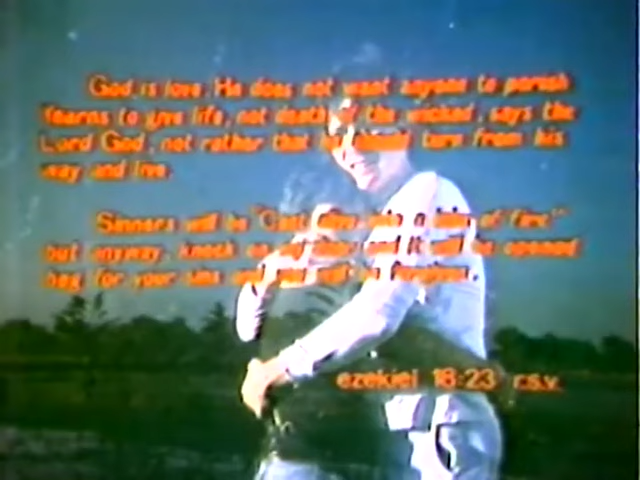 God is love. He does not want anyone to perish
Yearns to give life, not death of the wicked, says the
Lord God, not rather that he should turn from his
way and live.
Sinners will be "Cast alive into a lake of fire"
but anyway, knock on my door and it will be opened
beg for your sins and you will be forgiven.
ezekiel 18:23 r.s.v.